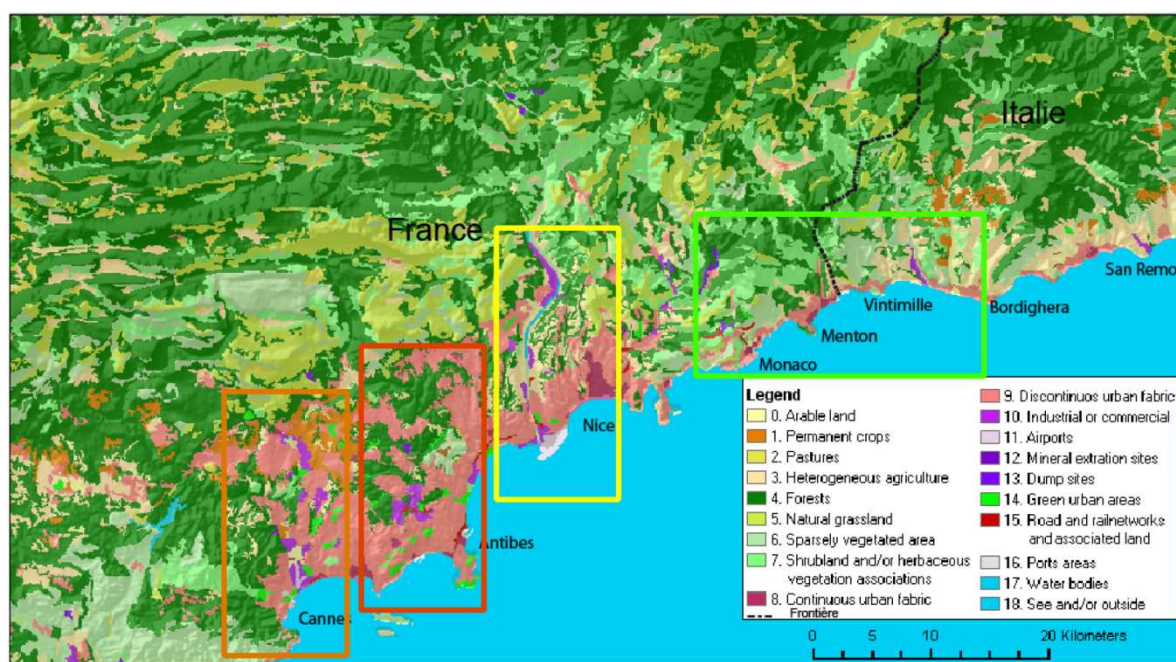 Italie
France
San Remo
Vintimille
Bordighera
Menton
Monaco
Nice
Antibes
Cannes
Legend
0. Arable land
1. Permanent crops
2. Pastures
3. Heterogeneous agriculture
4. Forests
5. Natural grassland
6. Sparsely vegetated area
7. Shrubland and/or herbaceous
vegetation associations
8. Continuous urban fabric
Frontière
9. Discontinuos urban fabric
10. Industrial or commercial
11. Airports
12. Mineral extration sites
13. Dump sites
14. Green urban areas
15. Road and railnetworks
and associated land
16. Ports areas
17. Water bodies
18. See and/or outside
0 5 10 20 Kilometers